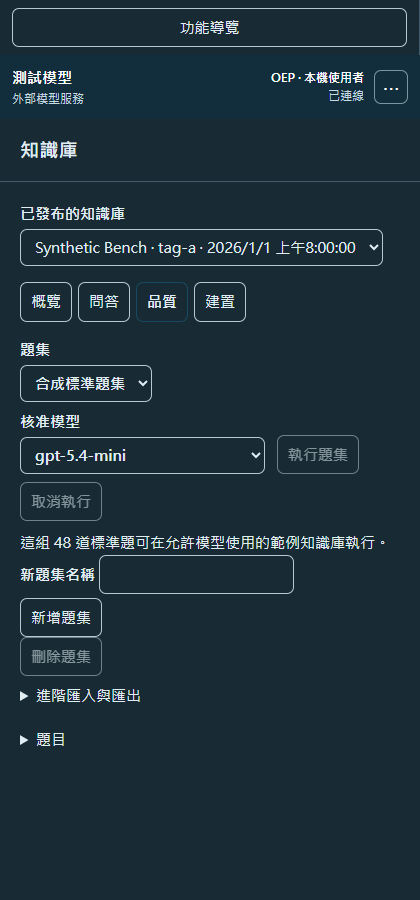 功能導覽
測試模型
OEP · 本機使用者
外部模型服務
已連線
...
知識庫
已發布的知識庫
Synthetic Bench · tag-a · 2026/1/1 上午8:00:00
概覽 問答 品質 建置
題集
合成標準題集
核准模型
gpt-5.4-mini 執行題集
取消執行
這組 48 道標準題可在允許模型使用的範例知識庫執行。
新題集名稱
新增題集
刪除題集
進階匯入與匯出
題目